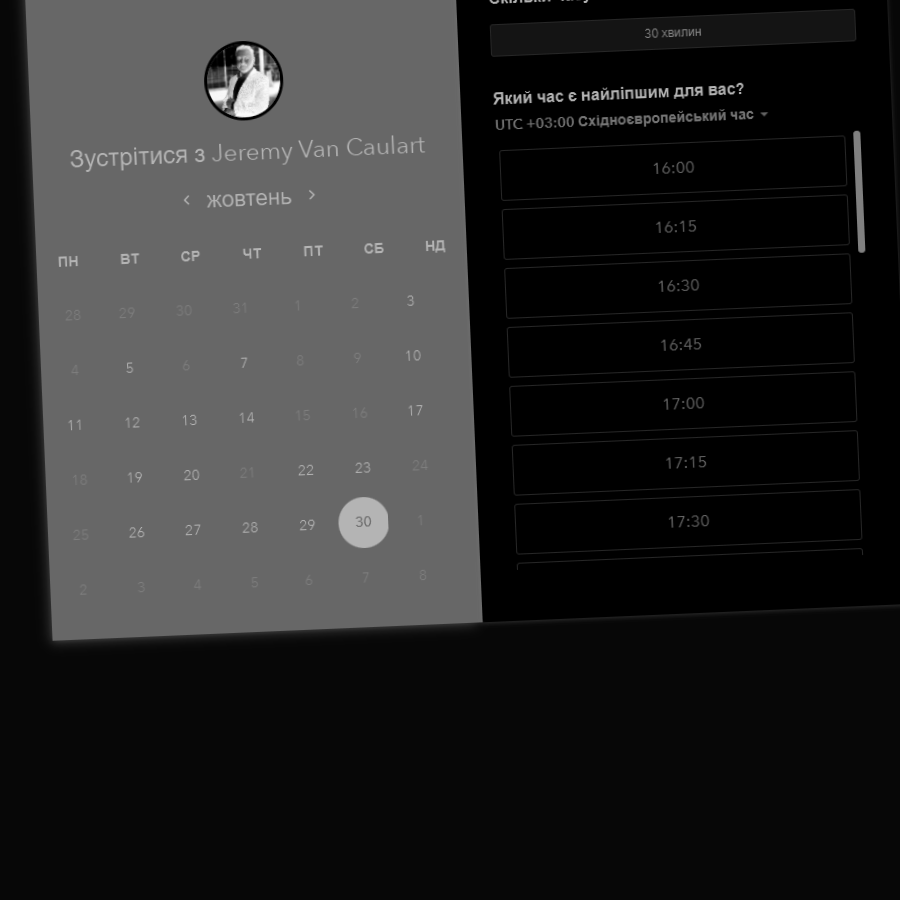 Зустрітися з Jeremy Van Caulart
‹ жовтень ›
ПН ВТ СР ЧТ ПТ СБ НД
28 29 30 31 1 2 3
4 5 6 7 8 9 10
11 12 13 14 15 16 17
18 19 20 21 22 23 24
25 26 27 28 29 30 1
2 3 4 5 6 7 8
30 хвилин
Який час є найліпшим для вас?
UTC +03:00 Східноєвропейський час
16:00
16:15
16:30
16:45
17:00
17:15
17:30